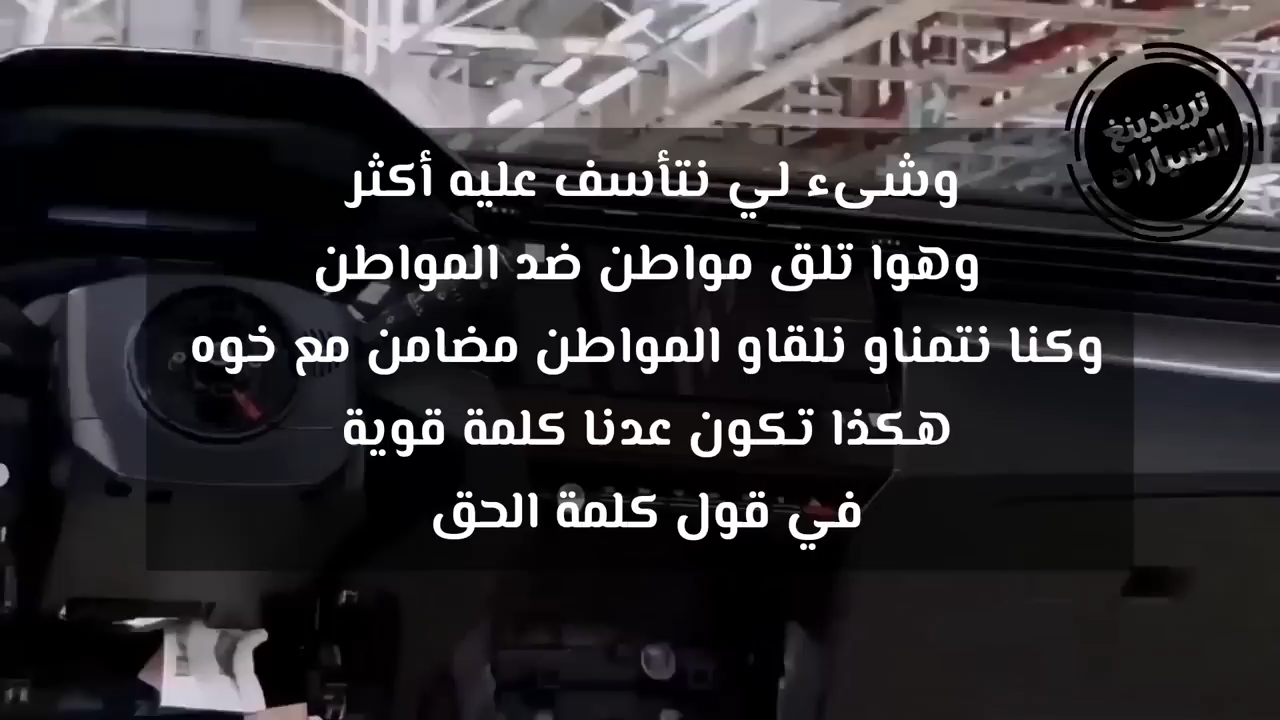 تريندينغ
السيارات
وشىء لي نتأسف عليه أكثر
وهوا تلق مواطن ضد المواطن
وكنا نتمناو نلقاو المواطن مضامن مع خوه
هكذا تكون عدنا كلمة قوية
في قول كلمة الحق